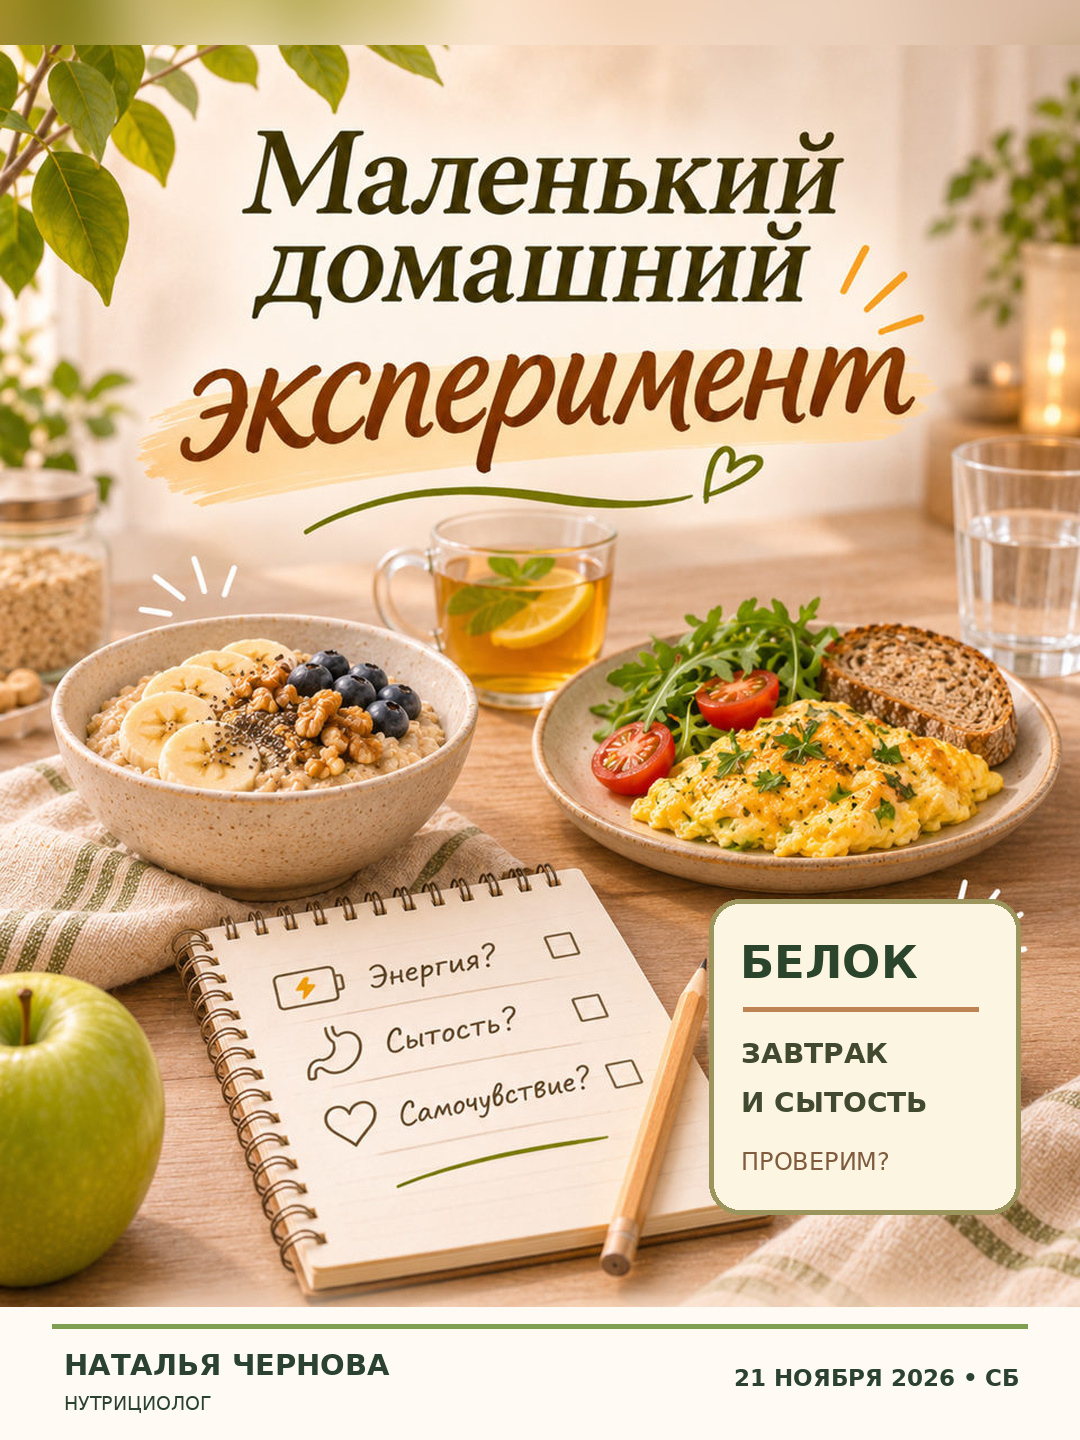 Маленький
домашний
эксперимент
Энергия?
Сытость?
Самочувствие?
БЕЛОК
ЗАВТРАК
И СЫТОСТЬ
ПРОВЕРИМ?
НАТАЛЬЯ ЧЕРНОВА
НУТРИЦИОЛОГ
21 НОЯБРЯ 2026 • СБ